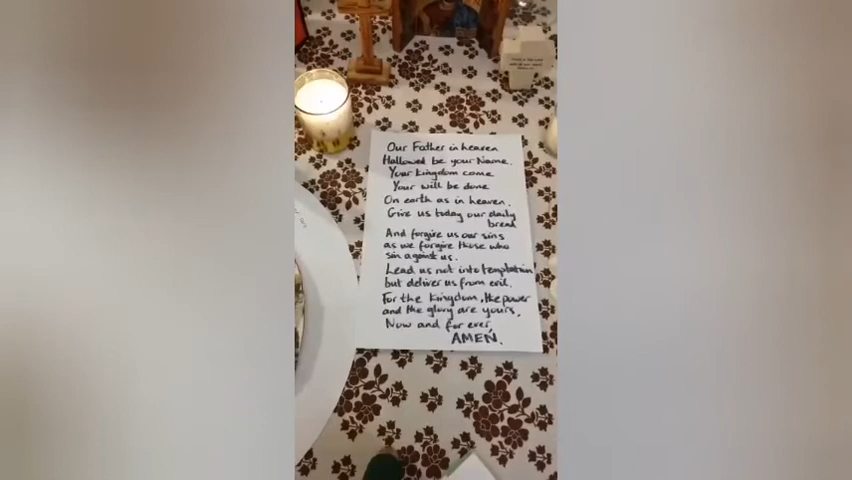 Our Father in heaven
Hallowed be your Name.
Your kingdom come
Your will be done
On earth as in heaven.
Give us today our daily
bread
And forgive us our sins
as we forgive those who
sin against us.
Lead us not into temptation
but deliver us from evil.
For the kingdom, the power
and the glory are yours.
Now and for ever,
AMEN.